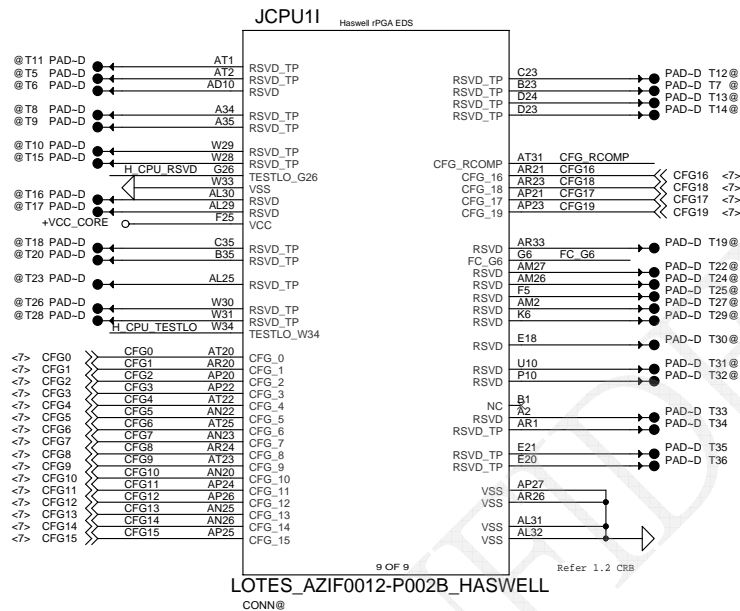 JCPU1I
Haswell rPGA EDS
@T11 PAD~D AT1 RSVD_TP
@T5 PAD~D AT2 RSVD_TP
@T6 PAD~D AD10 RSVD
@T8 PAD~D A34 RSVD_TP
@T9 PAD~D A35 RSVD_TP
@T10 PAD~D W29 RSVD_TP
@T15 PAD~D W28 RSVD_TP
H_CPU_RSVD G26 TESTLO_G26
W33 VSS
@T16 PAD~D AL30 RSVD
@T17 PAD~D AL29 RSVD
+VCC_CORE F25 VCC
@T18 PAD~D C35 RSVD_TP
@T20 PAD~D B35 RSVD_TP
@T23 PAD~D AL25 RSVD_TP
@T26 PAD~D W30 RSVD_TP
@T28 PAD~D W31 RSVD_TP
H_CPU_TESTLO W34 TESTLO_W34
<7> CFG0 CFG0 AT20 CFG_0
<7> CFG1 CFG1 AR20 CFG_1
<7> CFG2 CFG2 AP20 CFG_2
<7> CFG3 CFG3 AP22 CFG_3
<7> CFG4 CFG4 AT22 CFG_4
<7> CFG5 CFG5 AN22 CFG_5
<7> CFG6 CFG6 AT25 CFG_6
<7> CFG7 CFG7 AN23 CFG_7
<7> CFG8 CFG8 AR24 CFG_8
<7> CFG9 CFG9 AT23 CFG_9
<7> CFG10 CFG10 AN20 CFG_10
<7> CFG11 CFG11 AP24 CFG_11
<7> CFG12 CFG12 AP26 CFG_12
<7> CFG13 CFG13 AN25 CFG_13
<7> CFG14 CFG14 AN26 CFG_14
<7> CFG15 CFG15 AP25 CFG_15
RSVD_TP C23 PAD~D T12@
RSVD_TP B23 PAD~D T7 @
RSVD_TP D24 PAD~D T13@
RSVD_TP D23 PAD~D T14@
CFG_RCOMP AT31 CFG_RCOMP
CFG_16 AR21 CFG16 CFG16 <7>
CFG_18 AR23 CFG18 CFG18 <7>
CFG_17 AP21 CFG17 CFG17 <7>
CFG_19 AP23 CFG19 CFG19 <7>
RSVD AR33 PAD~D T19@
FC_G6 G6 FC_G6
RSVD AM27 PAD~D T22@
RSVD AM26 PAD~D T24@
RSVD F5 PAD~D T25@
RSVD AM2 PAD~D T27@
RSVD K6 PAD~D T29@
RSVD E18 PAD~D T30@
RSVD U10 PAD~D T31@
RSVD P10 PAD~D T32@
NC B1
RSVD A2 PAD~D T33
RSVD_TP AR1 PAD~D T34
RSVD_TP E21 PAD~D T35
RSVD_TP E20 PAD~D T36
VSS AP27
VSS AR26
VSS AL31
VSS AL32
9 OF 9
Refer 1.2 CRB
LOTES_AZIF0012-P002B_HASWELL
CONN@